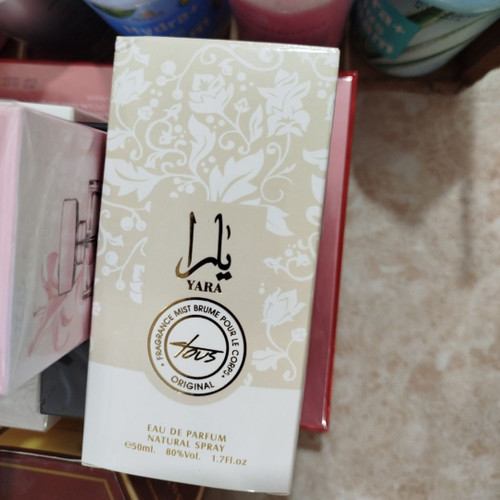 يارا
YARA
FRAGRANCE MIST BRUME POUR LE CORPS
tous
ORIGINAL
EAU DE PARFUM
NATURAL SPRAY
℮50ml. 80%Vol. 1.7Fl.oz